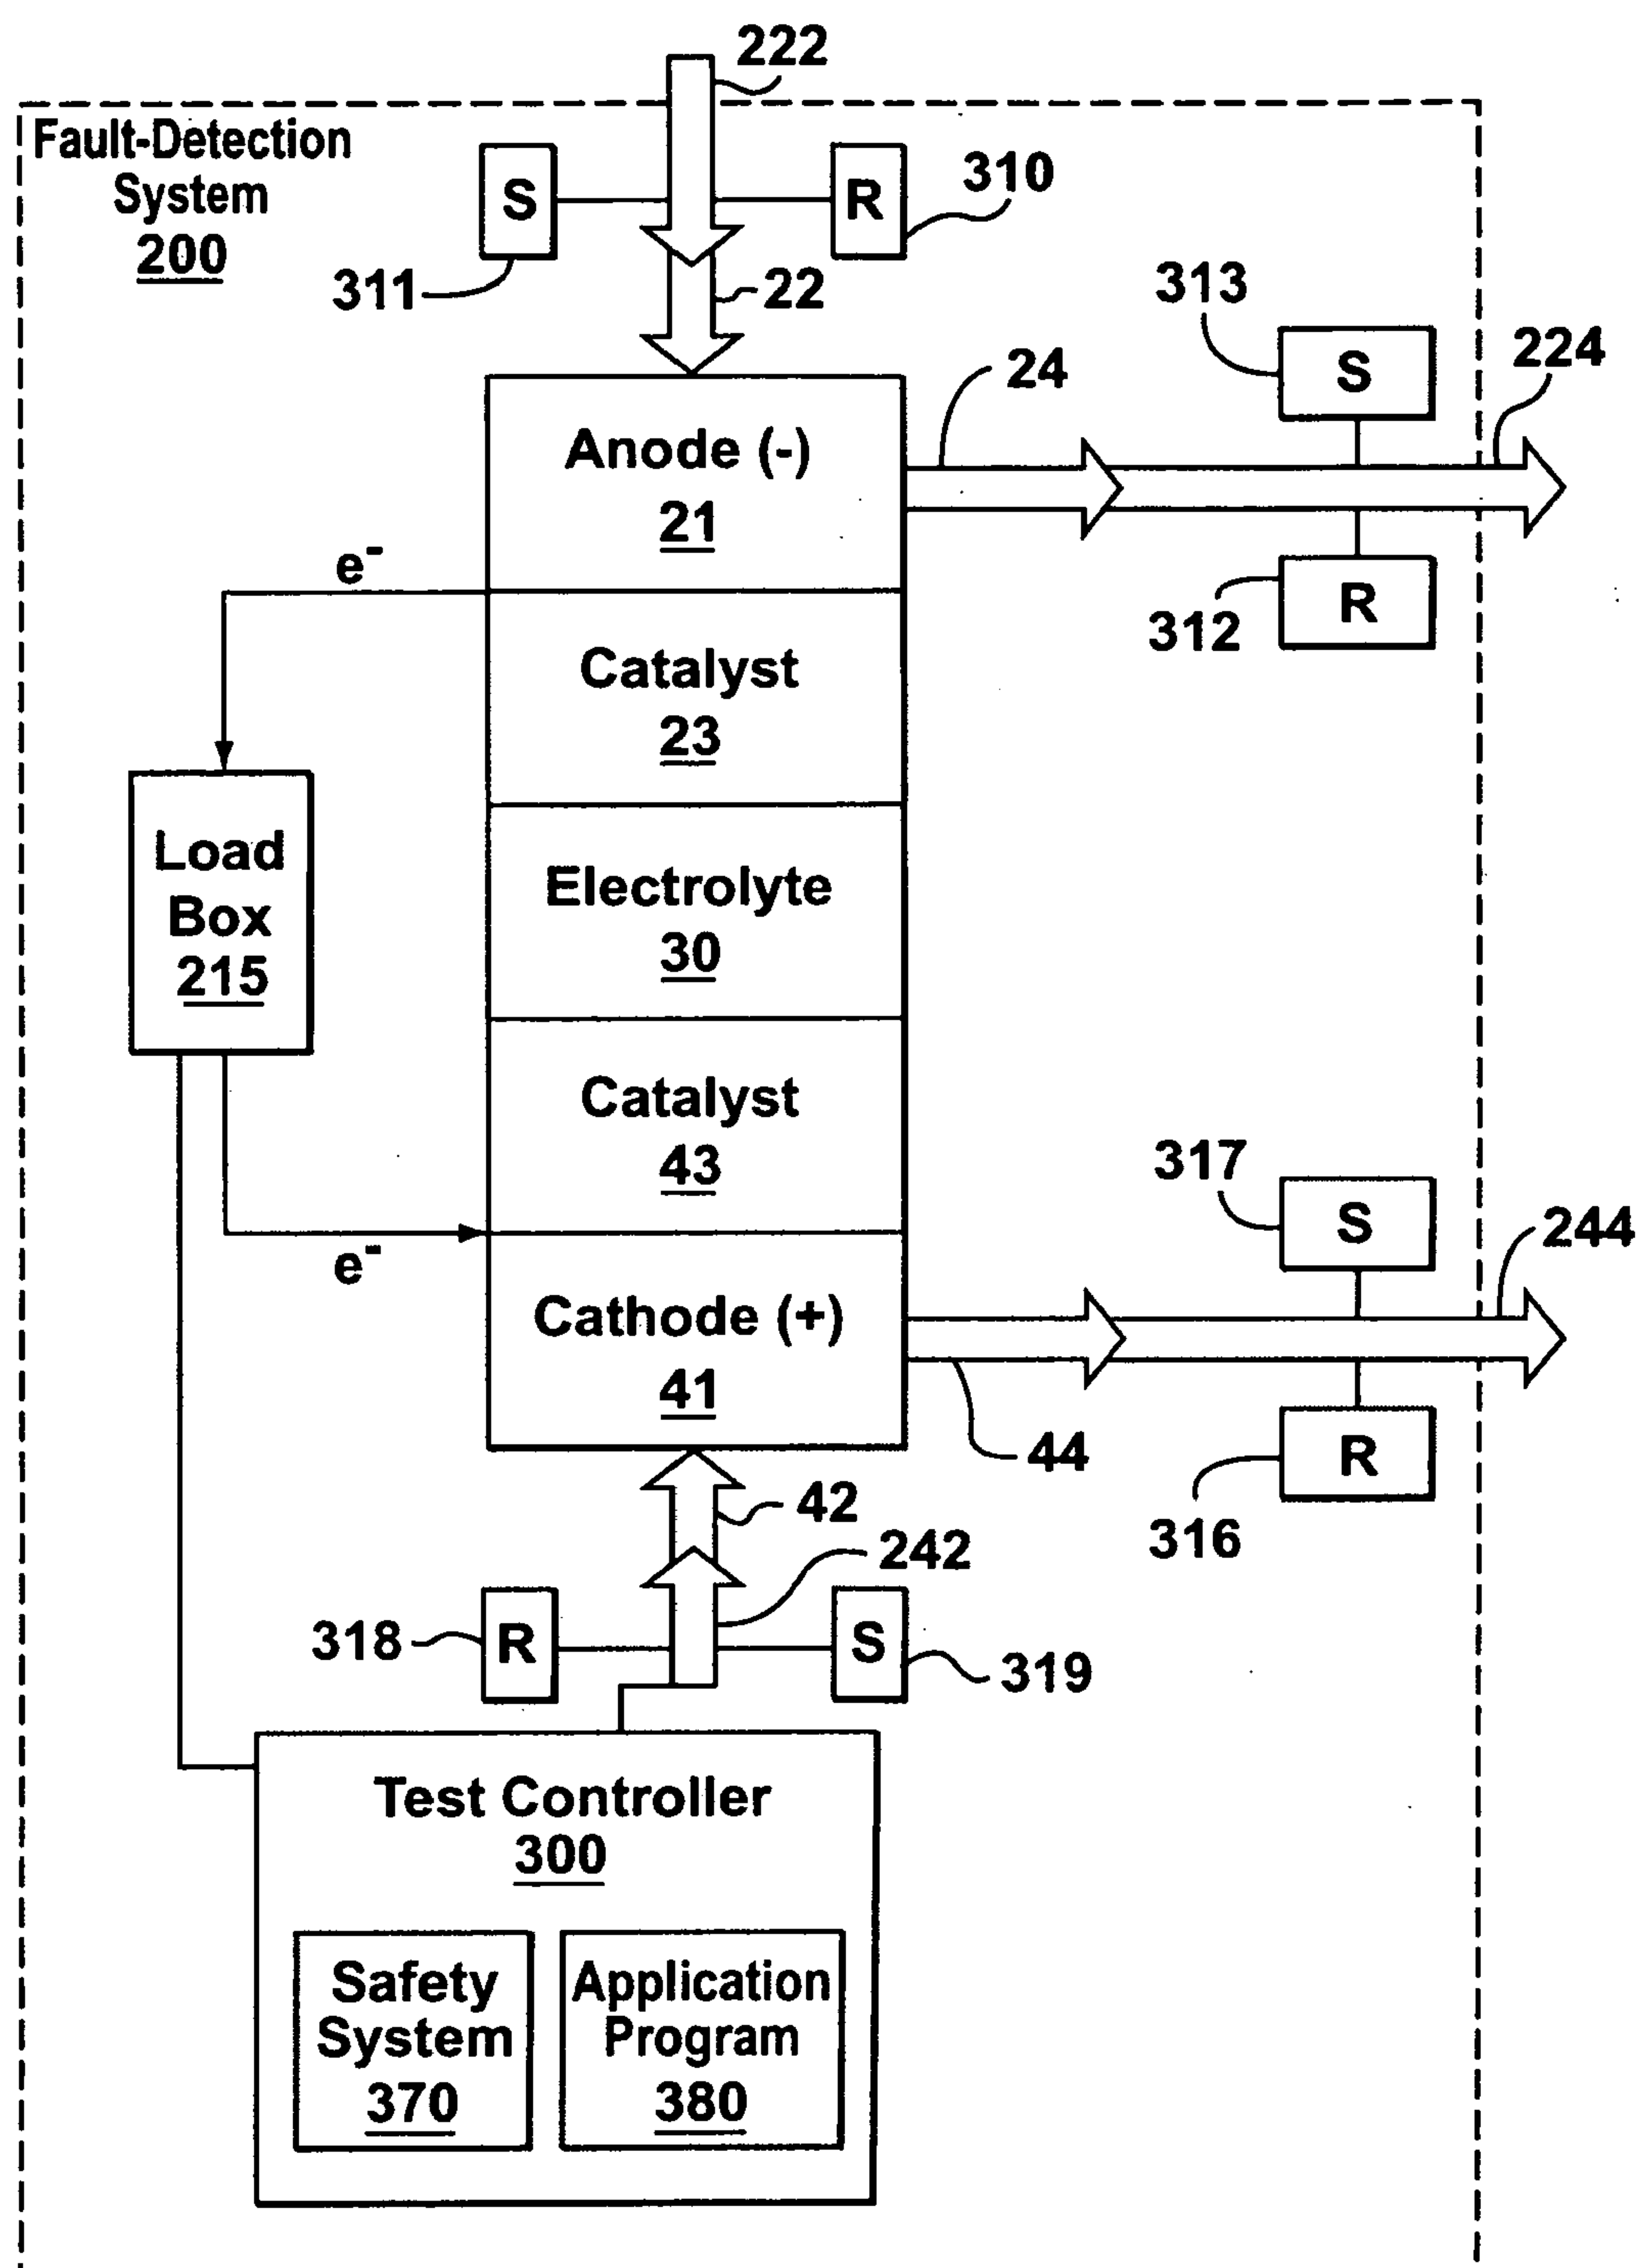 222
Fault-Detection
System
200
S
R
310
311
22
313
S
224
24
Anode (-)
21
R
312
e-
Catalyst
23
Load
Box
215
Electrolyte
30
Catalyst
43
317
S
244
e-
Cathode (+)
41
44
R
316
42
242
318
R
S
319
Test Controller
300
Safety
System
370
Application
Program
380